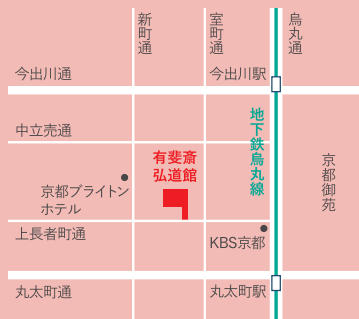 新町通
室町通
烏丸通
今出川通
今出川駅
中立売通
地下鉄烏丸線
有斐斎
弘道館
京都御苑
京都ブライトン
ホテル
上長者町通
KBS京都
丸太町通
丸太町駅